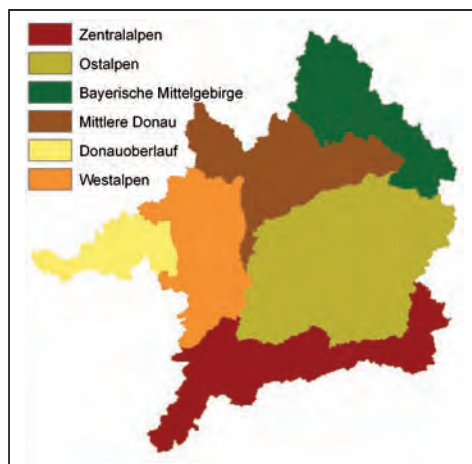 Zentralalpen
Ostalpen
Bayerische Mittelgebirge
Mittlere Donau
Donauoberlauf
Westalpen